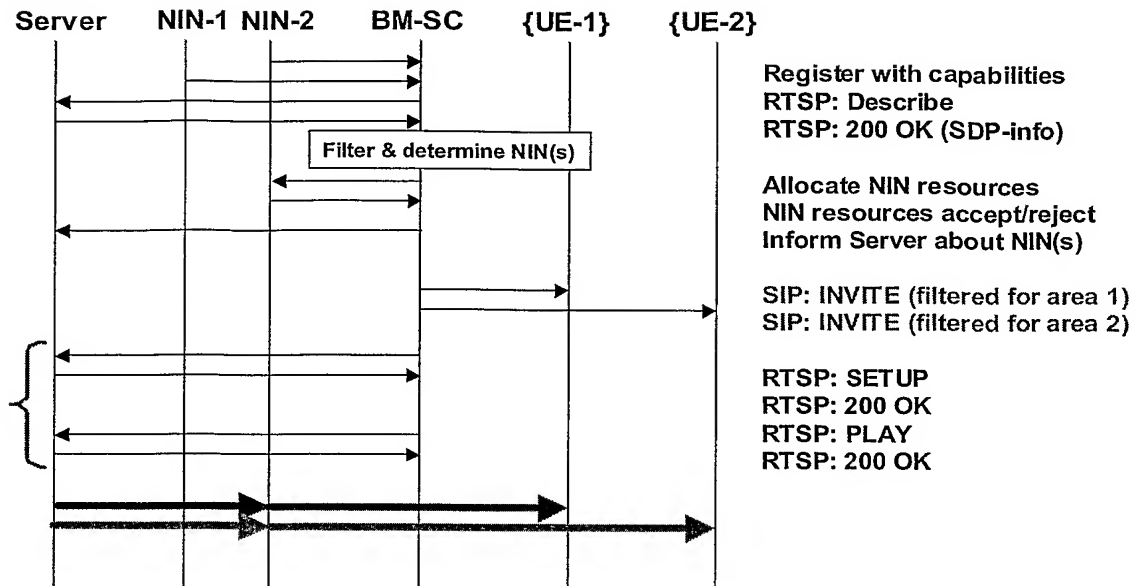 Server NIN-1 NIN-2 BM-SC {UE-1} {UE-2}
Register with capabilities
RTSP: Describe
RTSP: 200 OK (SDP-info)
Filter & determine NIN(s)
Allocate NIN resources
NIN resources accept/reject
Inform Server about NIN(s)
SIP: INVITE (filtered for area 1)
SIP: INVITE (filtered for area 2)
RTSP: SETUP
RTSP: 200 OK
RTSP: PLAY
RTSP: 200 OK